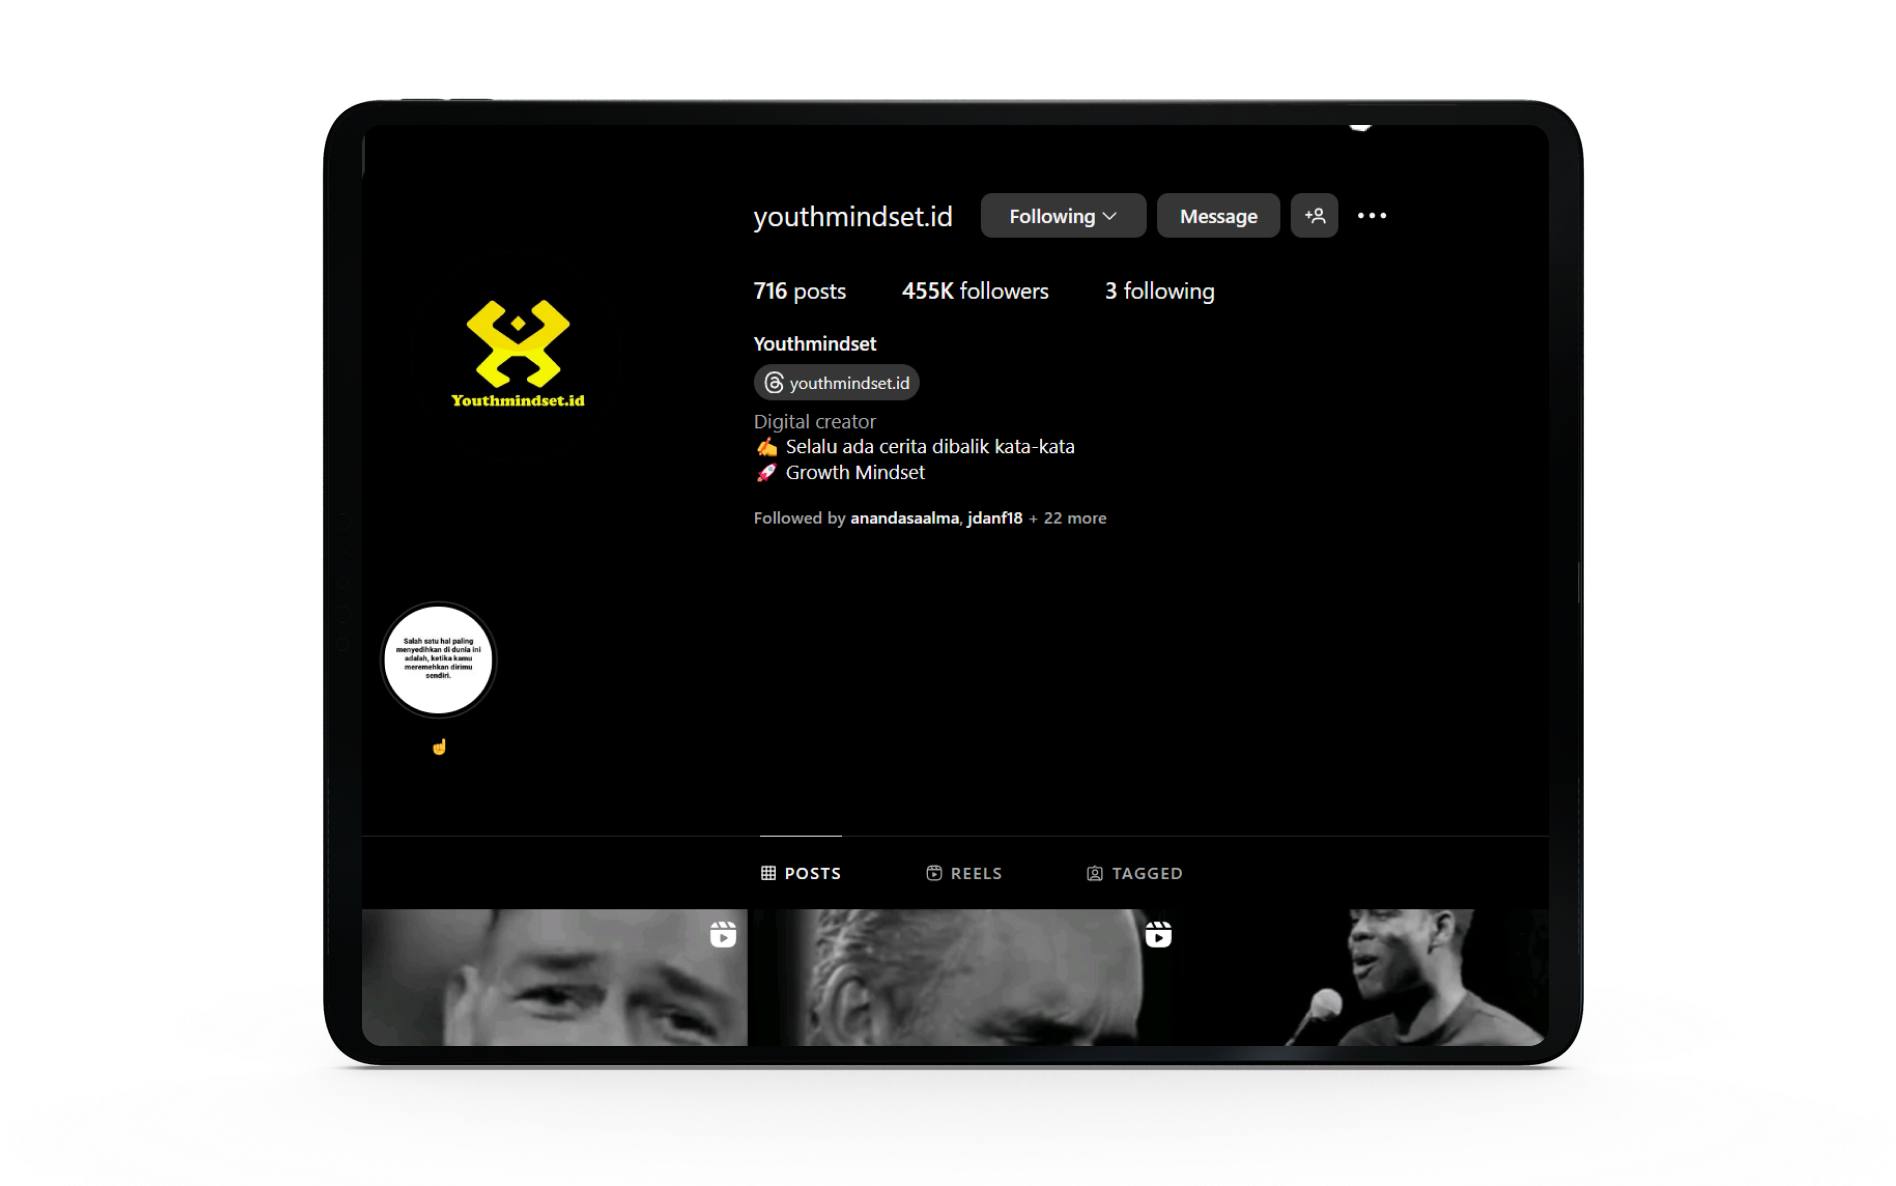 youthmindset.id
Following
Message
716 posts
455K followers
3 following
Youthmindset
youthmindset.id
Digital creator
✍️ Selalu ada cerita dibalik kata-kata
🚀 Growth Mindset
Followed by anandasaalma, jdanf18 + 22 more
Youthmindset.id
Salah satu hal paling
menyedihkan di dunia ini
adalah, ketika kamu
meremehkan dirimu
sendiri.
☝️
POSTS
REELS
TAGGED